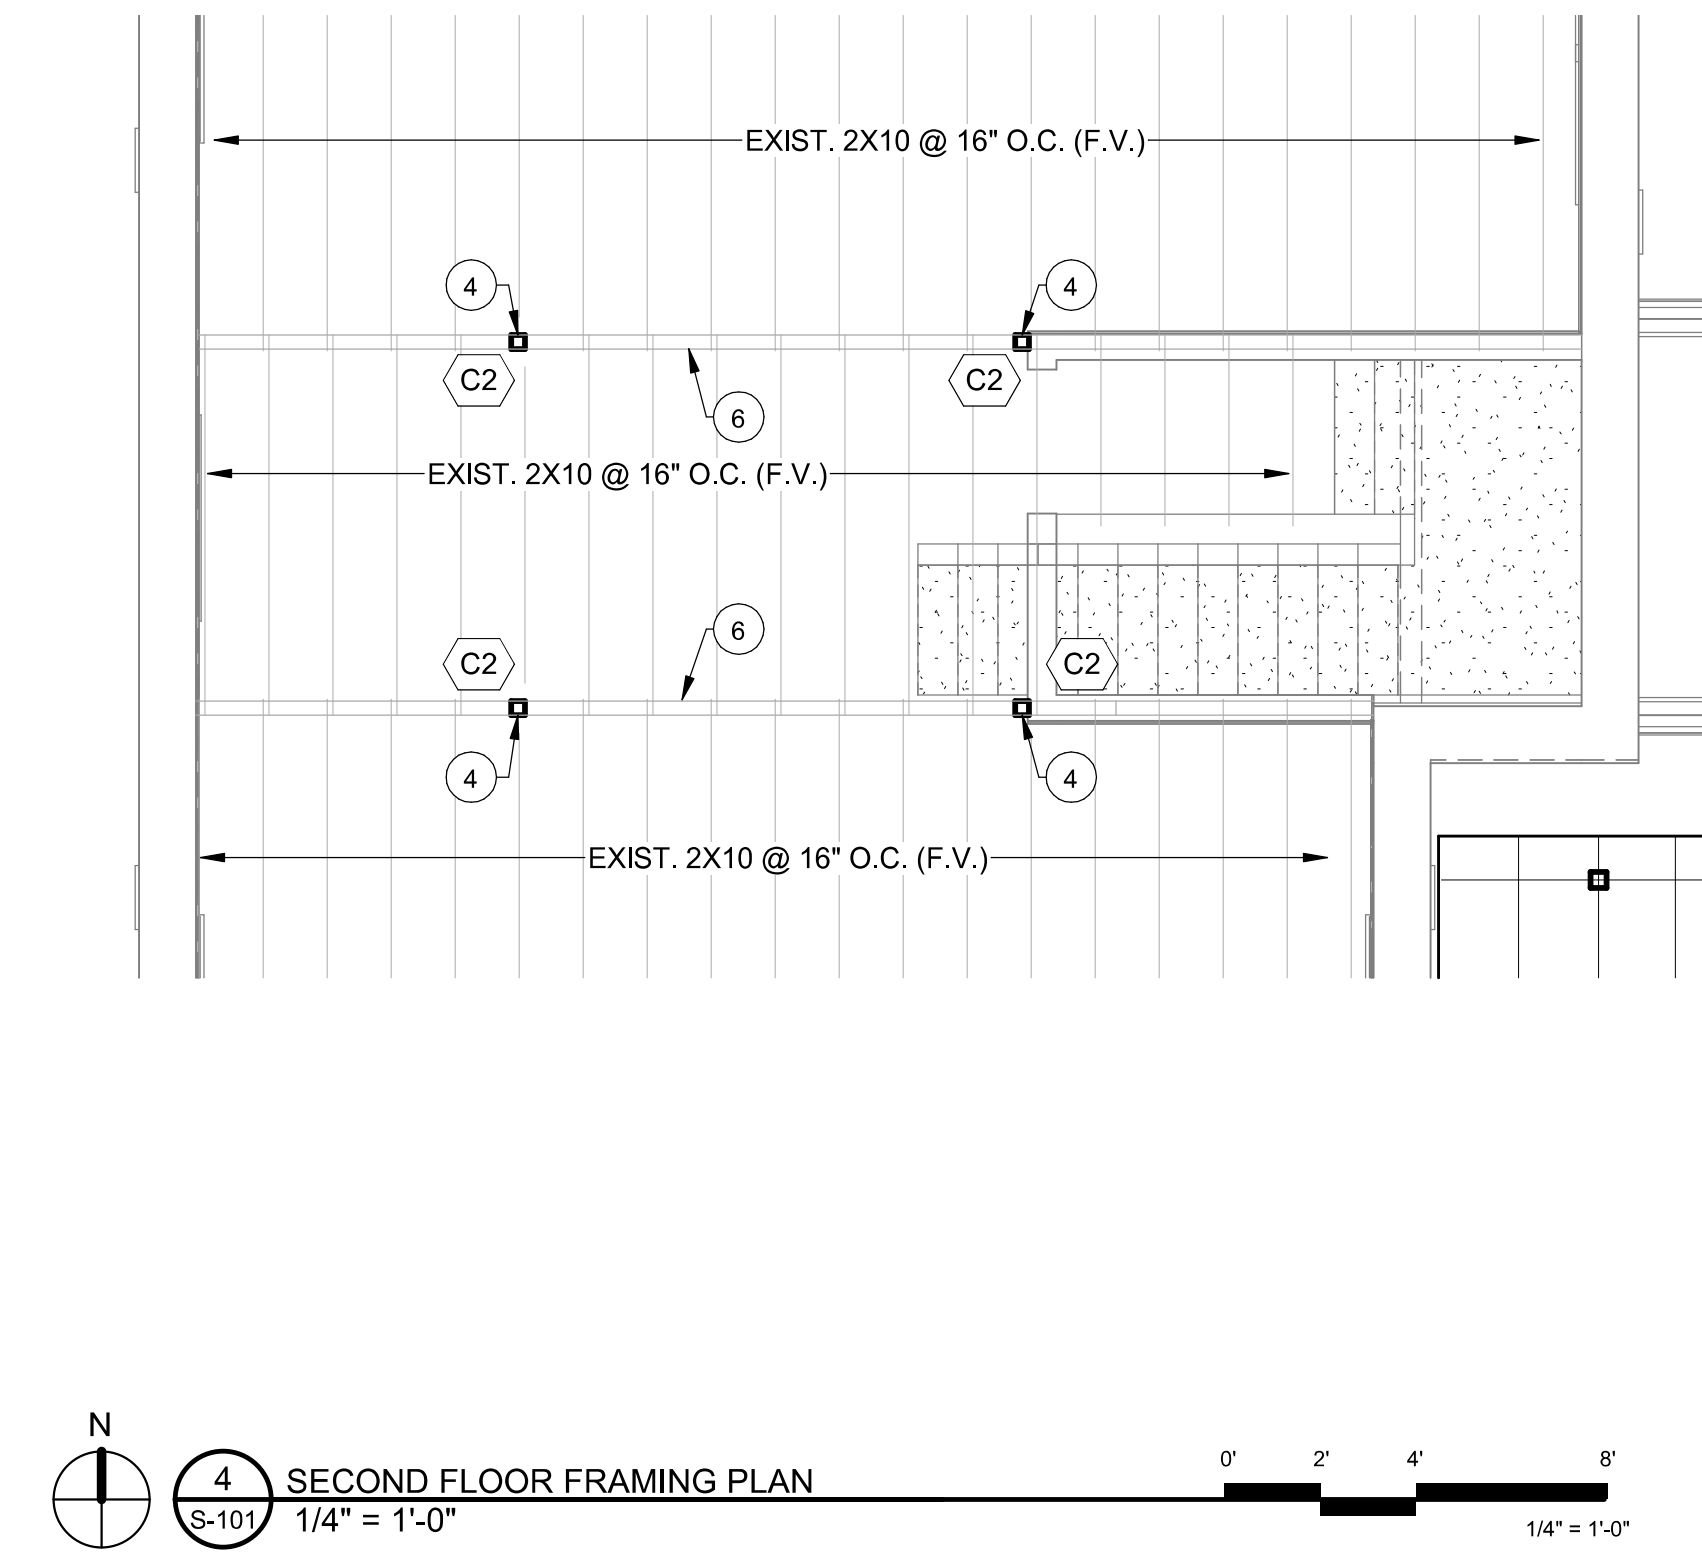 EXIST. 2X10 @ 16" O.C. (F.V.)
4
4
C2
C2
6
EXIST. 2X10 @ 16" O.C. (F.V.)
6
C2
C2
4
4
EXIST. 2X10 @ 16" O.C. (F.V.)
N
4
S-101
SECOND FLOOR FRAMING PLAN
1/4" = 1'-0"
0' 2' 4' 8'
1/4" = 1'-0"